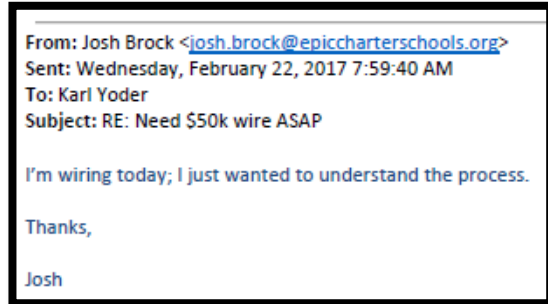 From: Josh Brock <josh.brock@epiccharterschools.org>
Sent: Wednesday, February 22, 2017 7:59:40 AM
To: Karl Yoder
Subject: RE: Need $50k wire ASAP
I'm wiring today; I just wanted to understand the process.
Thanks,
Josh